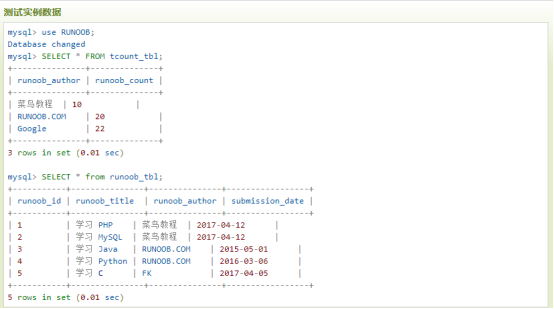 测试实例数据
mysql> use RUNOOB;
Database changed
mysql> SELECT * FROM tcount_tbl;
+---------------+--------------+
| runoob_author | runoob_count |
+---------------+--------------+
| 菜鸟教程  | 10           |
| RUNOOB.COM    | 20           |
| Google        | 22           |
+---------------+--------------+
3 rows in set (0.01 sec)
mysql> SELECT * from runoob_tbl;
+-----------+---------------+---------------+-----------------+
| runoob_id | runoob_title  | runoob_author | submission_date |
+-----------+---------------+---------------+-----------------+
| 1         | 学习 PHP    | 菜鸟教程  | 2017-04-12      |
| 2         | 学习 MySQL  | 菜鸟教程  | 2017-04-12      |
| 3         | 学习 Java   | RUNOOB.COM    | 2015-05-01      |
| 4         | 学习 Python | RUNOOB.COM    | 2016-03-06      |
| 5         | 学习 C      | FK            | 2017-04-05      |
+-----------+---------------+---------------+-----------------+
5 rows in set (0.01 sec)